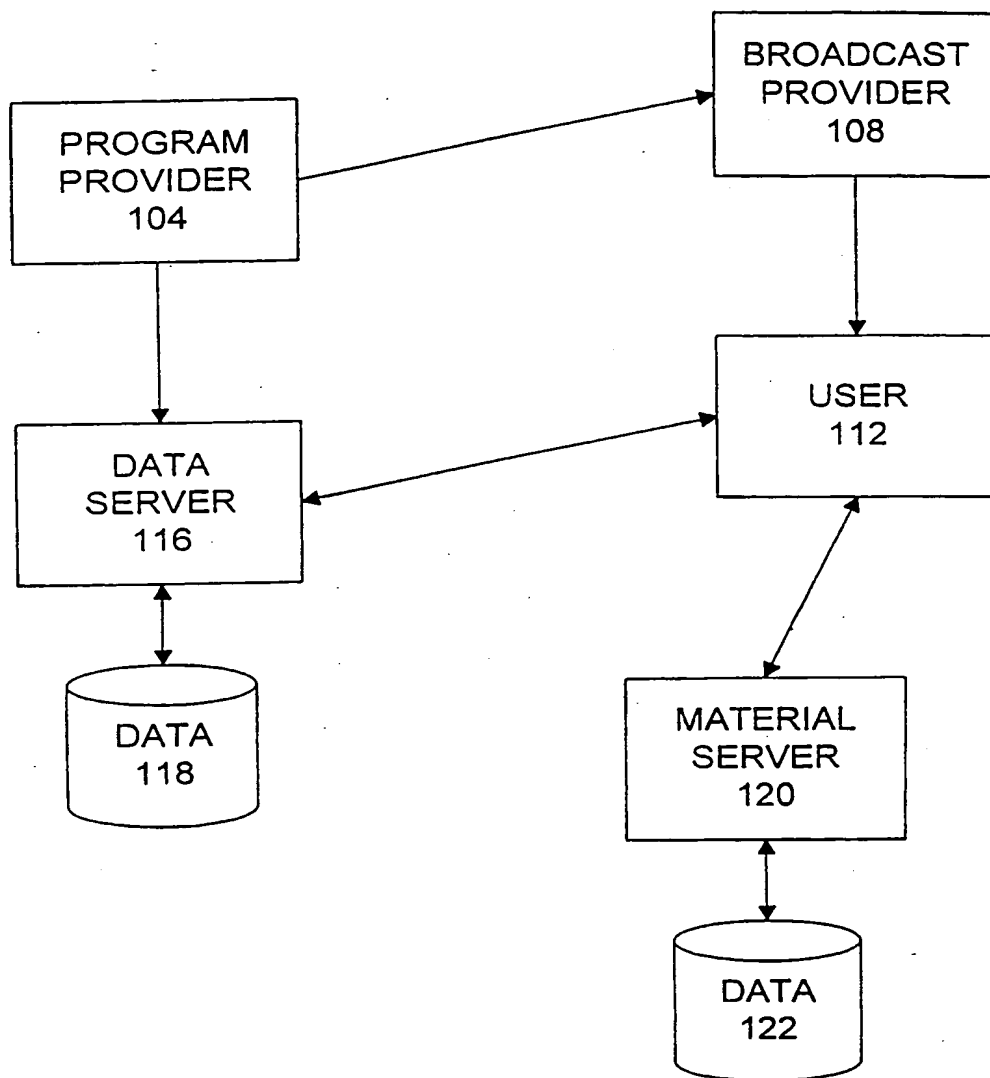 BROADCAST
PROVIDER
108
PROGRAM
PROVIDER
104
USER
112
DATA
SERVER
116
DATA
118
MATERIAL
SERVER
120
DATA
122